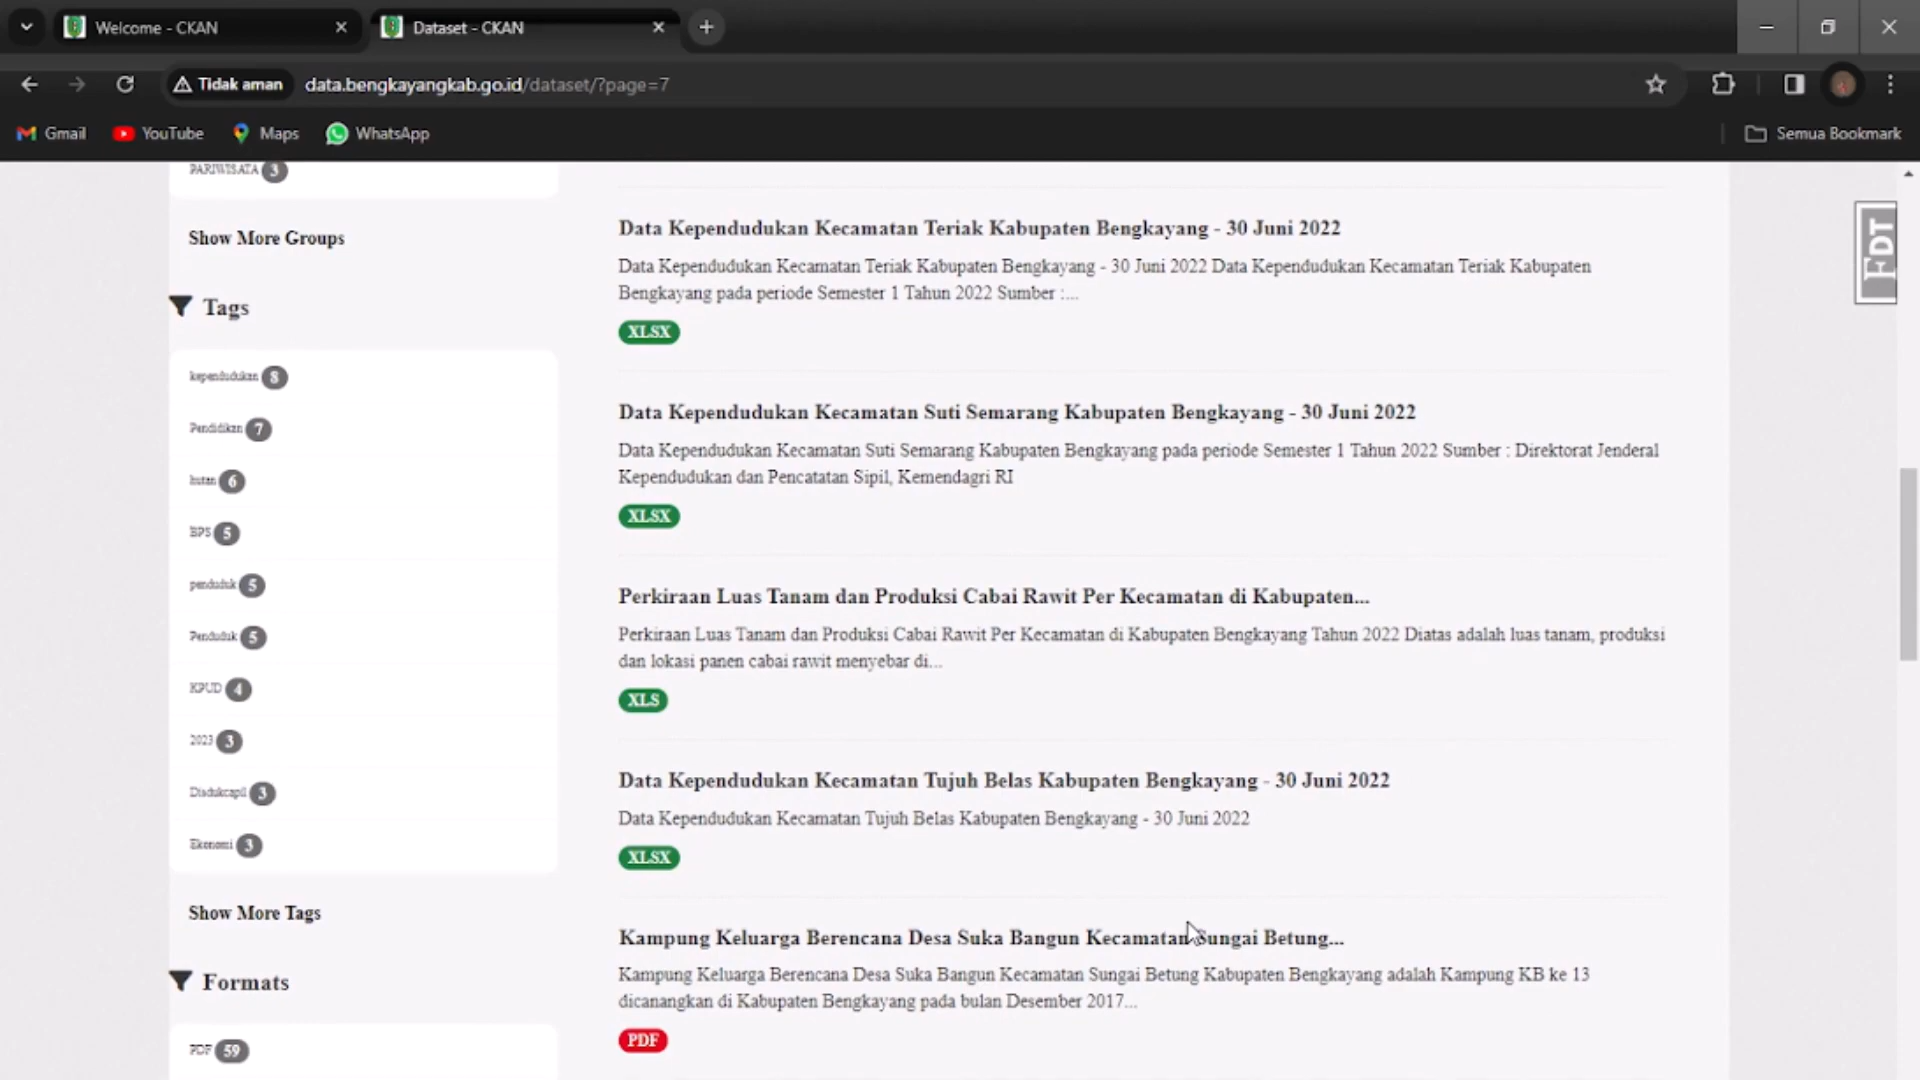 Welcome - CKAN
Dataset - CKAN
Tidak aman
data.bengkayangkab.go.id/dataset/?page=7
Gmail
YouTube
Maps
WhatsApp
Semua Bookmark
PARIWISATA 3
Show More Groups
Tags
kependudukan 8
Pendidikan 7
hutan 6
BPS 5
penduduk 5
Penduduk 5
KPUD 4
2023 3
Disdukcapil 3
Ekonomi 3
Show More Tags
Formats
PDF 59
Data Kependudukan Kecamatan Teriak Kabupaten Bengkayang - 30 Juni 2022
Data Kependudukan Kecamatan Teriak Kabupaten Bengkayang - 30 Juni 2022 Data Kependudukan Kecamatan Teriak Kabupaten
Bengkayang pada periode Semester 1 Tahun 2022 Sumber :...
XLSX
Data Kependudukan Kecamatan Suti Semarang Kabupaten Bengkayang - 30 Juni 2022
Data Kependudukan Kecamatan Suti Semarang Kabupaten Bengkayang pada periode Semester 1 Tahun 2022 Sumber : Direktorat Jenderal
Kependudukan dan Pencatatan Sipil, Kemendagri RI
XLSX
Perkiraan Luas Tanam dan Produksi Cabai Rawit Per Kecamatan di Kabupaten...
Perkiraan Luas Tanam dan Produksi Cabai Rawit Per Kecamatan di Kabupaten Bengkayang Tahun 2022 Diatas adalah luas tanam, produksi
dan lokasi panen cabai rawit menyebar di...
XLS
Data Kependudukan Kecamatan Tujuh Belas Kabupaten Bengkayang - 30 Juni 2022
Data Kependudukan Kecamatan Tujuh Belas Kabupaten Bengkayang - 30 Juni 2022
XLSX
Kampung Keluarga Berencana Desa Suka Bangun Kecamatan Sungai Betung...
Kampung Keluarga Berencana Desa Suka Bangun Kecamatan Sungai Betung Kabupaten Bengkayang adalah Kampung KB ke 13
dicanangkan di Kabupaten Bengkayang pada bulan Desember 2017...
PDF
FDT